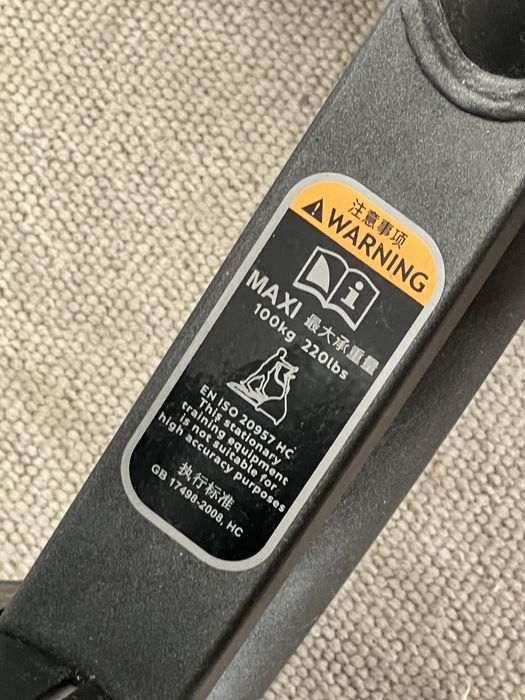 注意事项
WARNING
MAXI 最大承重量
100kg 220lbs
EN ISO 20957 HC
This stationary
training equipment
is not suitable for
high accuracy purposes
执行标准
GB 17498-2008, HC